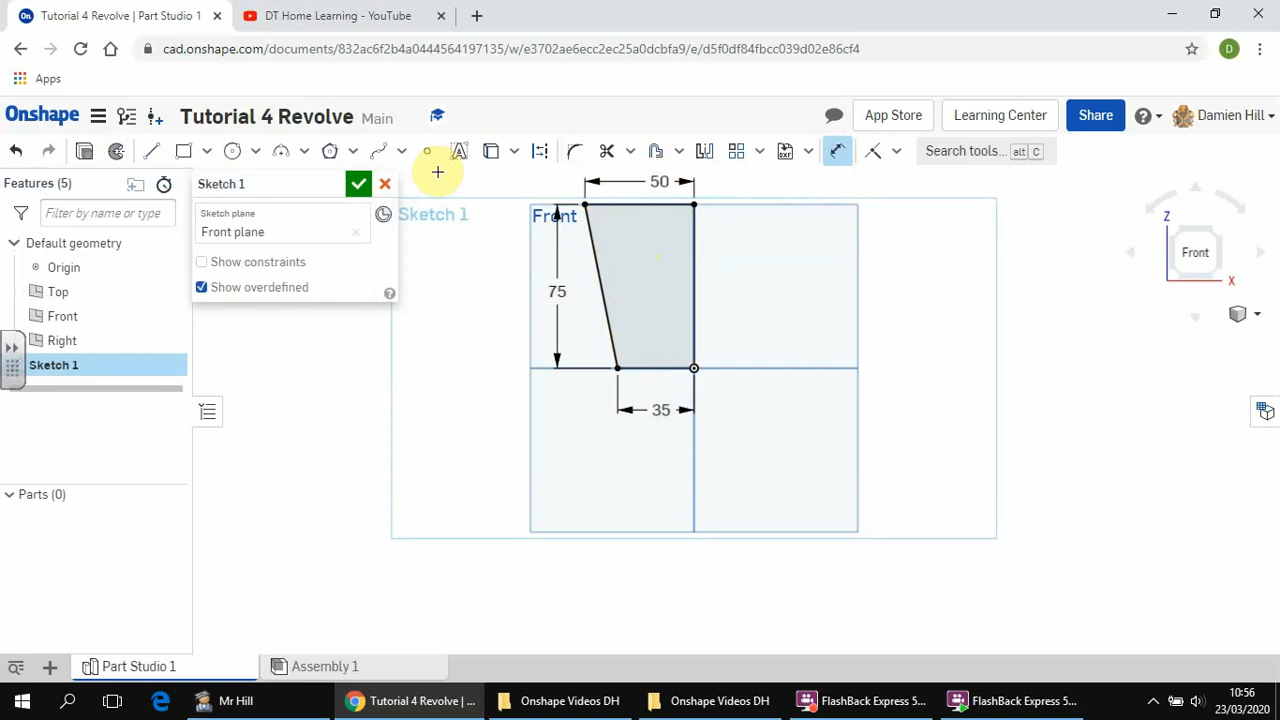 Tutorial 4 Revolve | Part Studio 1
DT Home Learning - YouTube
cad.onshape.com/documents/832ac6f2b4a0444564197135/w/e3702ae6ecc2ec25a0dcbfa9/e/d5f0df84fbcc039d02e86cf4
D
Apps
Onshape
Tutorial 4 Revolve Main
App Store
Learning Center
Share
Damien Hill
Search tools... alt C
Features (5)
Filter by name or type
Default geometry
Origin
Top
Front
Right
Sketch 1
Parts (0)
Sketch 1
Sketch plane
Front plane
Show constraints
Show overdefined
Sketch 1
Front
50
75
35
Z
Front
X
Part Studio 1
Assembly 1
Mr Hill
Tutorial 4 Revolve | ...
Onshape Videos DH
Onshape Videos DH
FlashBack Express 5...
FlashBack Express 5...
10:56
23/03/2020